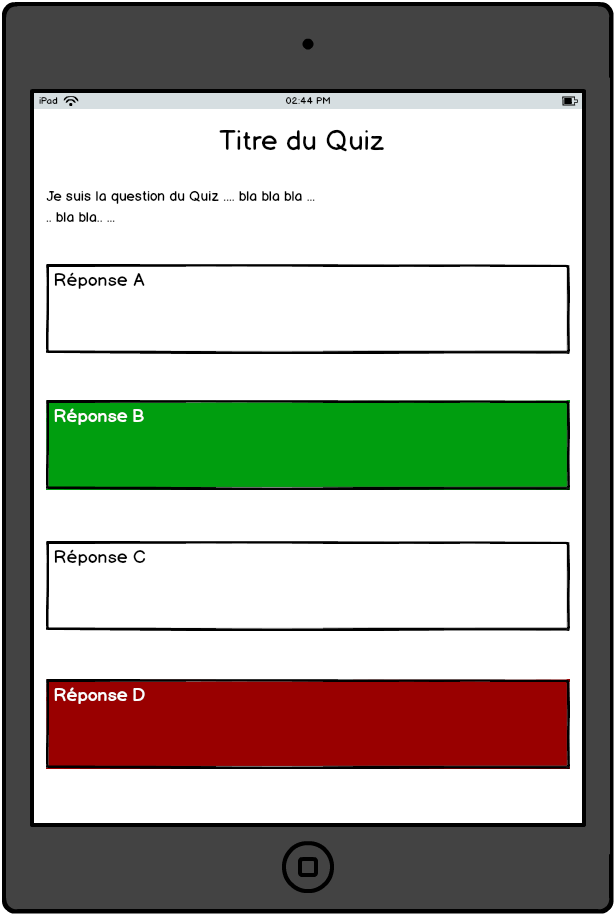 iPad 02:44 PM
Titre du Quiz
Je suis la question du Quiz .... bla bla bla ...
.. bla bla.. ...
Réponse A
Réponse B
Réponse C
Réponse D